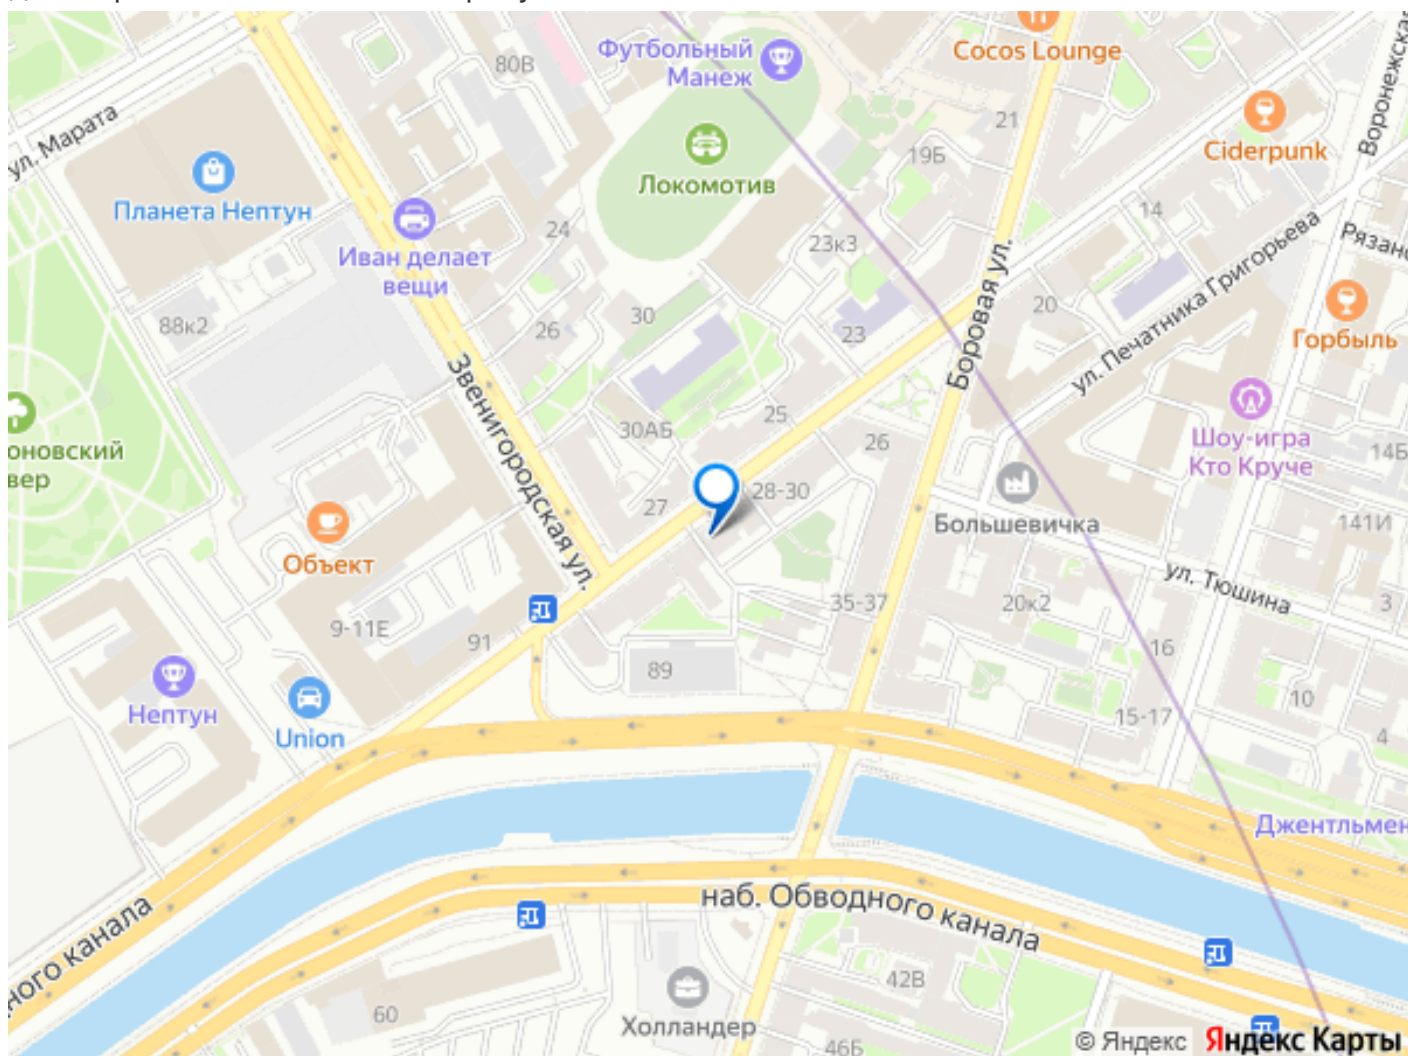 80В
Футбольный
Манеж
Cocos Lounge
Воронежская
ул. Марата
21
Ciderpunk
Локомотив
19Б
Планета Нептун
24
14
Иван делает
вещи
23к3
ул. Печатника Григорьева
Боровая ул.
88к2
26
30
23
20
Горбыль
Звенигородская ул.
30АБ
25
26
Шоу-игра
Кто Круче
14Б
оновский
вер
27
28-30
Большевичка
141И
Объект
ул. Тюшина
9-11Е
91
35-37
20к2
3
89
16
10
Нептун
Union
15-17
4
Джентльмен
наб. Обводного канала
ного канала
42В
60
Холландер
46Б
© Яндекс Яндекс Карты